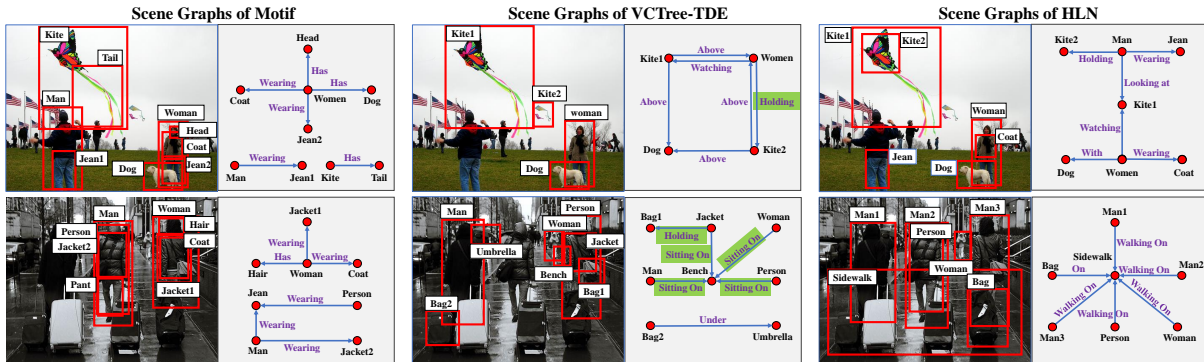 Scene Graphs of Motif
Scene Graphs of VCTree-TDE
Scene Graphs of HLN
Kite
Tail
Man
Woman
Head
Coat
Jean1
Jean2
Dog
Head
Has
Wearing
Has
Coat
Women
Dog
Wearing
Jean2
Wearing
Has
Man
Jean1
Kite
Tail
Kite1
Kite2
woman
Dog
Above
Kite1
Women
Watching
Above
Above
Holding
Dog
Kite2
Above
Kite1
Kite2
Woman
Coat
Jean
Dog
Kite2
Man
Jean
Holding
Wearing
Looking at
Kite1
Watching
With
Wearing
Dog
Women
Coat
Man
Woman
Person
Hair
Jacket2
Coat
Pant
Jacket1
Jacket1
Wearing
Has
Wearing
Hair
Woman
Coat
Jean
Person
Wearing
Wearing
Wearing
Man
Jacket2
Man
Person
Woman
Umbrella
Jacket
Bench
Bag2
Bag1
Bag1
Jacket
Woman
Holding
Sitting On
Sitting On
Man
Bench
Person
Sitting On
Sitting On
Under
Bag2
Umbrella
Man1
Man2
Man3
Person
Woman
Sidewalk
Bag
Man1
Walking On
Bag
Sidewalk
On
Walking On
Man2
Walking On
Walking On
Walking On
Man3
Person
Woman